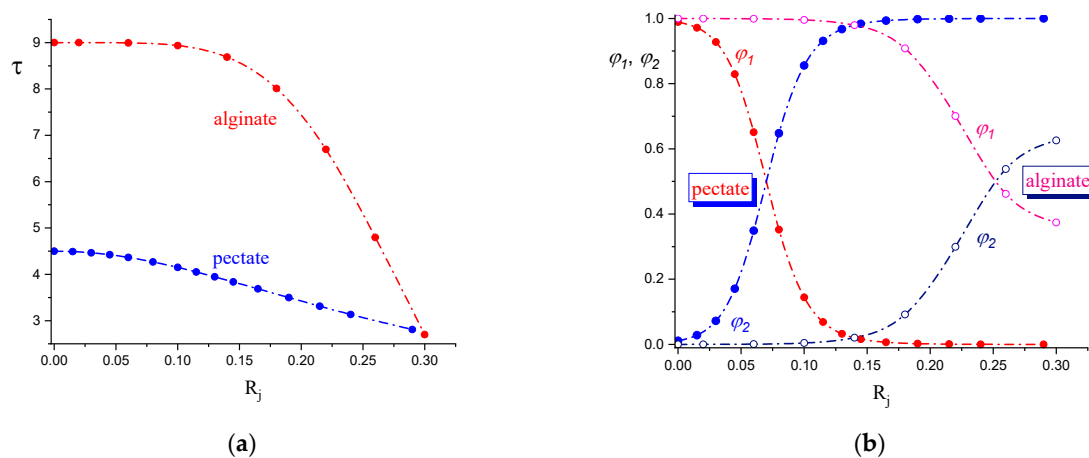 9
8
7
6
5
4
3
τ
alginate
pectate
0.00 0.05 0.10 0.15 0.20 0.25 0.30
R_j
(a)
1.0
0.8
0.6
0.4
0.2
0.0
φ1, φ2
φ1
φ1
pectate
alginate
φ2
φ2
0.00 0.05 0.10 0.15 0.20 0.25 0.30
R_j
(b)